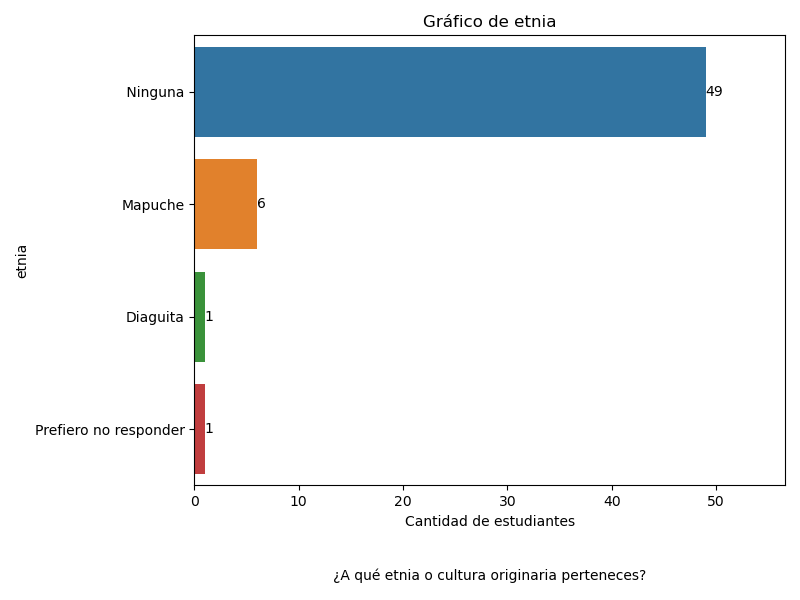 Gráfico de etnia
Ninguna
49
Mapuche
6
Diaguita
1
Prefiero no responder
1
etnia
0 10 20 30 40 50
Cantidad de estudiantes
¿A qué etnia o cultura originaria perteneces?